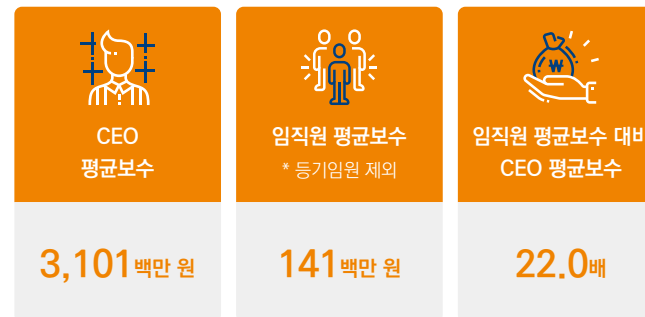 CEO
평균보수
3,101백만 원
임직원 평균보수
* 등기임원 제외
141백만 원
임직원 평균보수 대비
CEO 평균보수
22.0배